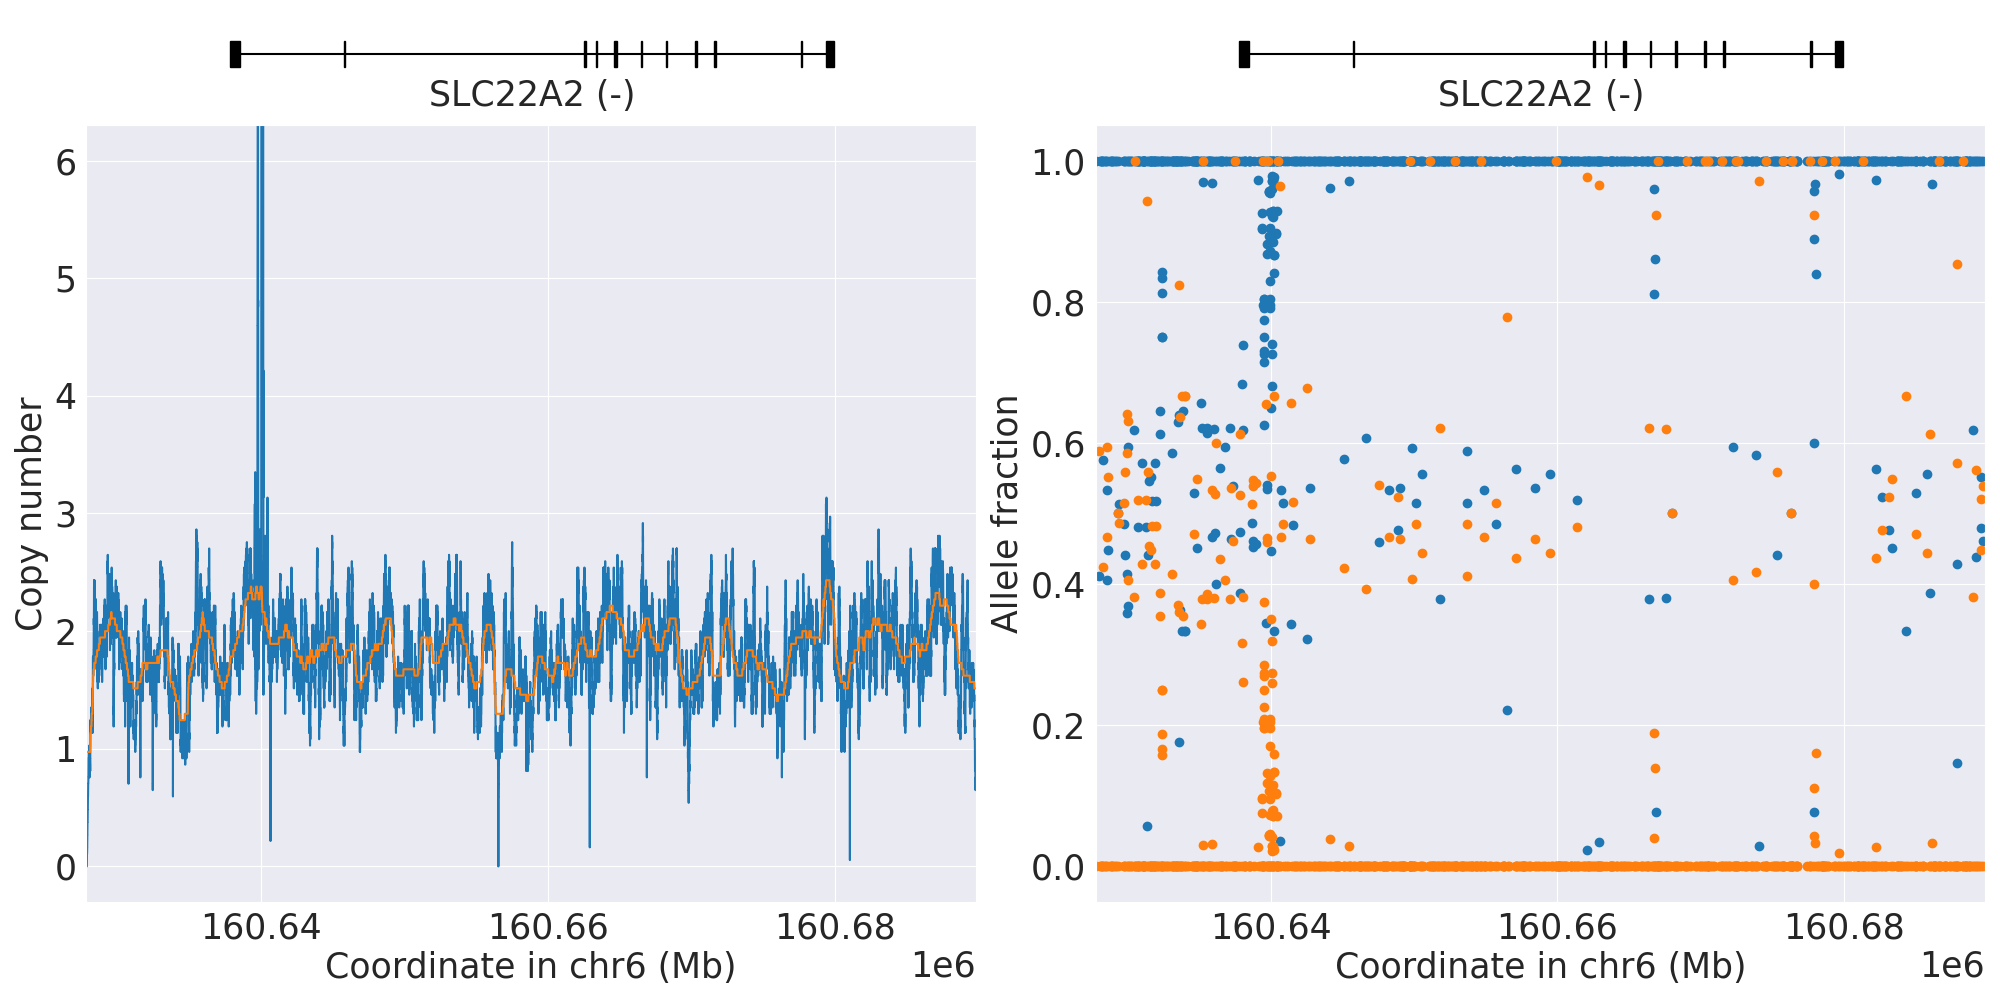 SLC22A2 (-)
6
5
4
3
2
1
0
Copy number
160.64
160.66
160.68
Coordinate in chr6 (Mb)
1e6
SLC22A2 (-)
1.0
0.8
0.6
0.4
0.2
0.0
Allele fraction
160.64
160.66
160.68
Coordinate in chr6 (Mb)
1e6